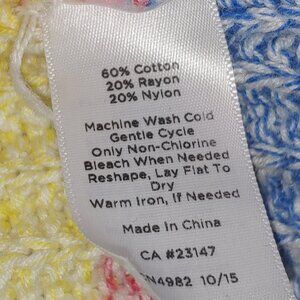 60% Cotton
20% Rayon
20% Nylon
Machine Wash Cold
Gentle Cycle
Only Non-Chlorine
Bleach When Needed
Reshape, Lay Flat To
Dry
Warm Iron, If Needed
Made in China
CA #23147
10/15